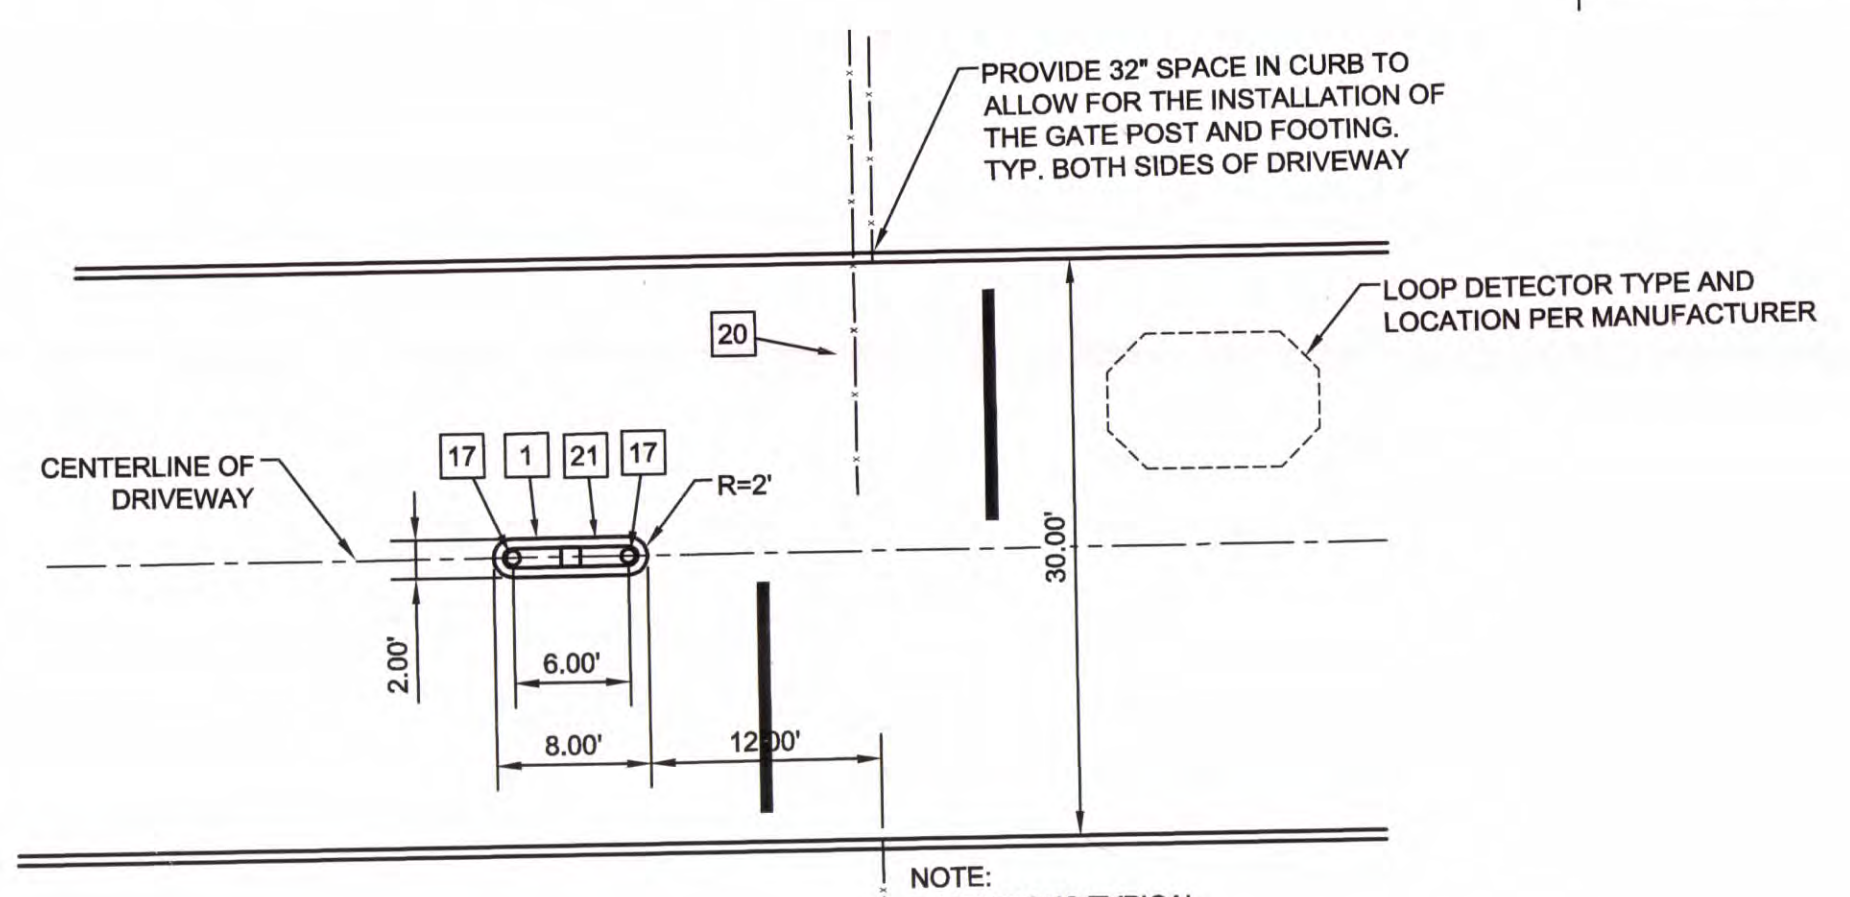 PROVIDE 32" SPACE IN CURB TO
ALLOW FOR THE INSTALLATION OF
THE GATE POST AND FOOTING.
TYP. BOTH SIDES OF DRIVEWAY
LOOP DETECTOR TYPE AND
LOCATION PER MANUFACTURER
20
17 1 21 17
R=2'
CENTERLINE OF
DRIVEWAY
30.00'
2.00'
6.00'
8.00'
12.00'
NOTE: